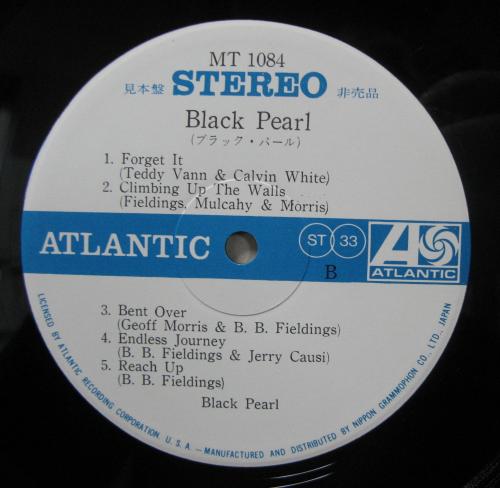 MT 1084
見本盤 STEREO 非売品
Black Pearl
(ブラック・パール)
1. Forget It
(Teddy Vann & Calvin White)
2. Climbing Up The Walls
(Fieldings. Mulcahy & Morris)
ATLANTIC
ST 33
B
ATLANTIC
3. Bent Over
(Geoff Morris & B. B. Fieldings)
4. Endless Journey
(B. B. Fieldings & Jerry Causi)
5. Reach Up
(B. B. Fieldings)
Black Pearl
LICENSED BY ATLANTIC RECORDING CORPORATION, U. S. A. – MANUFACTURED AND DISTRIBUTED BY NIPPON GRAMMOPHON CO., LTD., JAPAN